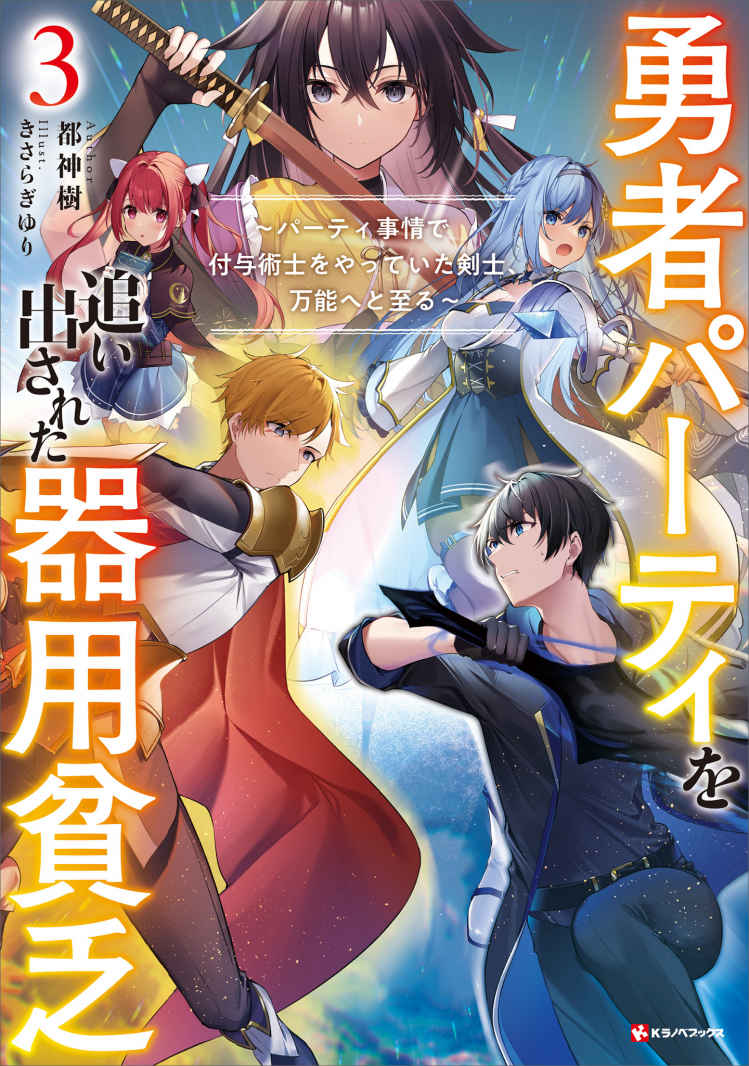 勇者パーティを
追い
出された
器用貧乏
~パーティ事情で
付与術士をやっていた剣士、
万能へと至る~
3
Author
都神樹
Illust.
きさらぎゆり
Kラノベブックス